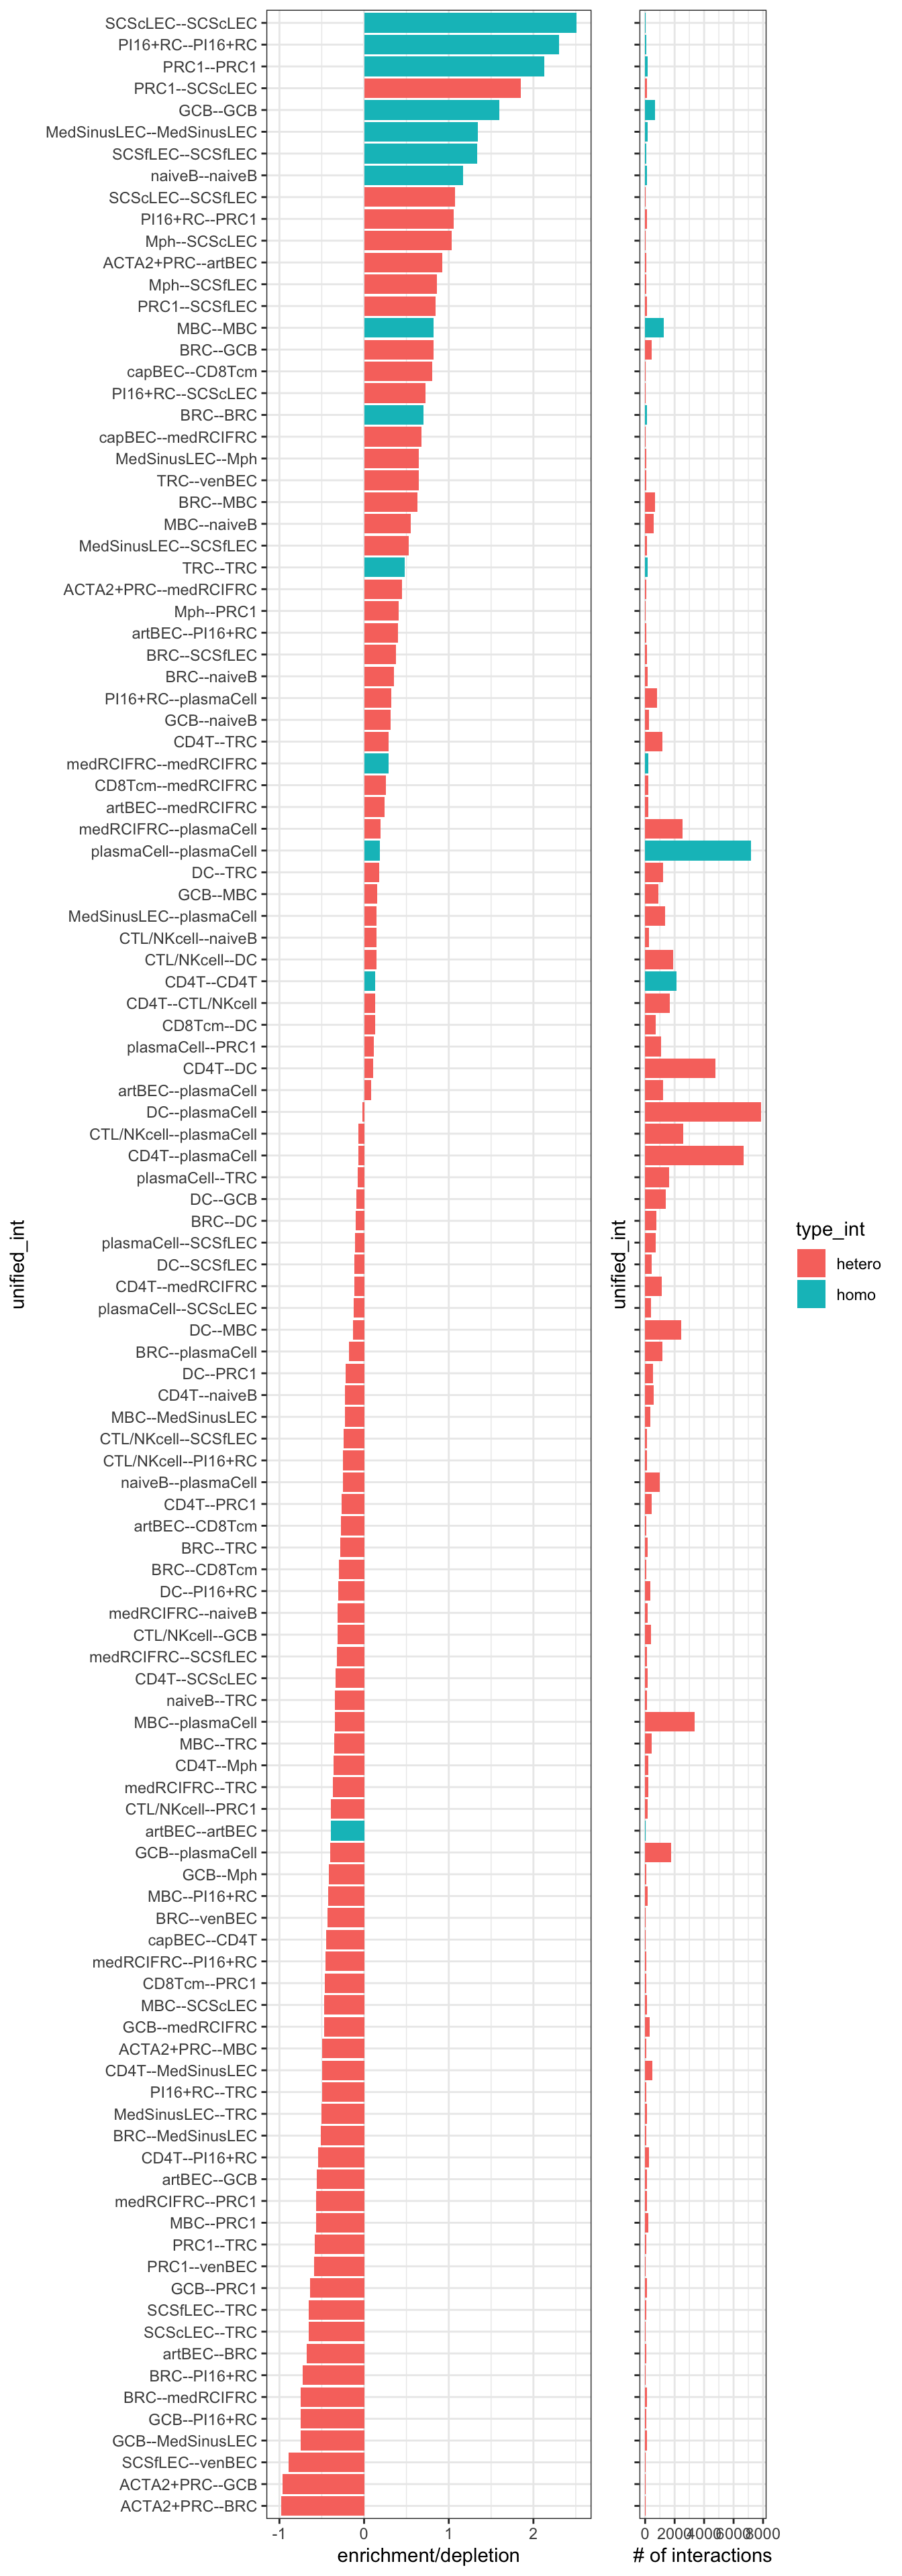 SCScLEC--SCScLEC
PI16+RC--PI16+RC
PRC1--PRC1
PRC1--SCScLEC
GCB--GCB
MedSinusLEC--MedSinusLEC
SCSfLEC--SCSfLEC
naiveB--naiveB
SCScLEC--SCSfLEC
PI16+RC--PRC1
Mph--SCScLEC
ACTA2+PRC--artBEC
Mph--SCSfLEC
PRC1--SCSfLEC
MBC--MBC
BRC--GCB
capBEC--CD8Tcm
PI16+RC--SCScLEC
BRC--BRC
capBEC--medRCIFRC
MedSinusLEC--Mph
TRC--venBEC
BRC--MBC
MBC--naiveB
MedSinusLEC--SCSfLEC
TRC--TRC
ACTA2+PRC--medRCIFRC
Mph--PRC1
artBEC--PI16+RC
BRC--SCSfLEC
BRC--naiveB
PI16+RC--plasmaCell
GCB--naiveB
CD4T--TRC
medRCIFRC--medRCIFRC
CD8Tcm--medRCIFRC
artBEC--medRCIFRC
medRCIFRC--plasmaCell
plasmaCell--plasmaCell
DC--TRC
GCB--MBC
MedSinusLEC--plasmaCell
CTL/NKcell--naiveB
CTL/NKcell--DC
CD4T--CD4T
CD4T--CTL/NKcell
CD8Tcm--DC
plasmaCell--PRC1
CD4T--DC
artBEC--plasmaCell
DC--plasmaCell
CTL/NKcell--plasmaCell
CD4T--plasmaCell
plasmaCell--TRC
DC--GCB
BRC--DC
plasmaCell--SCSfLEC
DC--SCSfLEC
CD4T--medRCIFRC
plasmaCell--SCScLEC
DC--MBC
BRC--plasmaCell
DC--PRC1
CD4T--naiveB
MBC--MedSinusLEC
CTL/NKcell--SCSfLEC
CTL/NKcell--PI16+RC
naiveB--plasmaCell
CD4T--PRC1
artBEC--CD8Tcm
BRC--TRC
BRC--CD8Tcm
DC--PI16+RC
medRCIFRC--naiveB
CTL/NKcell--GCB
medRCIFRC--SCSfLEC
CD4T--SCScLEC
naiveB--TRC
MBC--plasmaCell
MBC--TRC
CD4T--Mph
medRCIFRC--TRC
CTL/NKcell--PRC1
artBEC--artBEC
GCB--plasmaCell
GCB--Mph
MBC--PI16+RC
BRC--venBEC
capBEC--CD4T
medRCIFRC--PI16+RC
CD8Tcm--PRC1
MBC--SCScLEC
GCB--medRCIFRC
ACTA2+PRC--MBC
CD4T--MedSinusLEC
PI16+RC--TRC
MedSinusLEC--TRC
BRC--MedSinusLEC
CD4T--PI16+RC
artBEC--GCB
medRCIFRC--PRC1
MBC--PRC1
PRC1--TRC
PRC1--venBEC
GCB--PRC1
SCSfLEC--TRC
SCScLEC--TRC
artBEC--BRC
BRC--PI16+RC
BRC--medRCIFRC
GCB--PI16+RC
GCB--MedSinusLEC
SCSfLEC--venBEC
ACTA2+PRC--GCB
ACTA2+PRC--BRC
unified_int
-1 0 1 2
enrichment/depletion
unified_int
0 2000 4000 6000 8000
# of interactions
type_int
hetero
homo